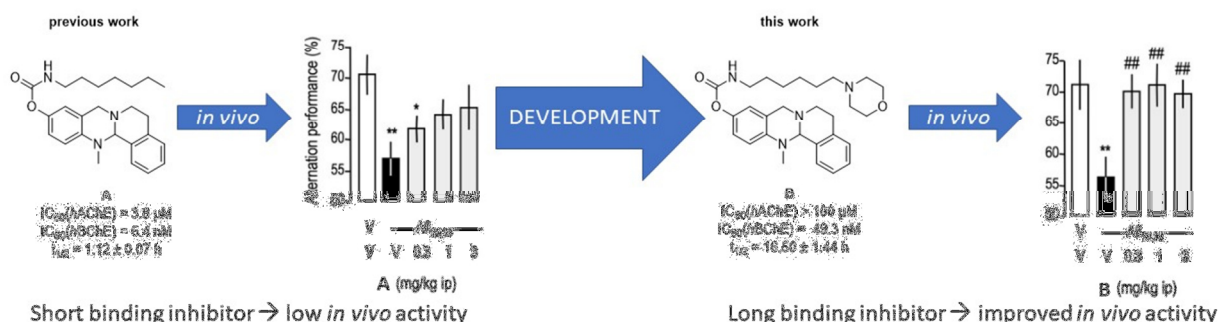 previous work
this work
O
N
H
O
N
N
in vivo
Alternation performance (%)
75
70
65
60
55
**
*
V
V
V
0.3
1
3
A (mg/kg ip)
DEVELOPMENT
O
N
H
O
N
N
N
O
in vivo
75
70
65
60
55
**
##
##
##
V
V
V
0.3
1
3
B (mg/kg ip)
A
IC50(hAChE) = 3.8 µM
IC50(hBChE) = 6.4 nM
= 1.12 ± 0.07 h
B
IC50(hAChE) > 100 µM
IC50(hBChE) = 49.3 nM
= 16.60 ± 1.44 h
Short binding inhibitor → low in vivo activity
Long binding inhibitor → improved in vivo activity